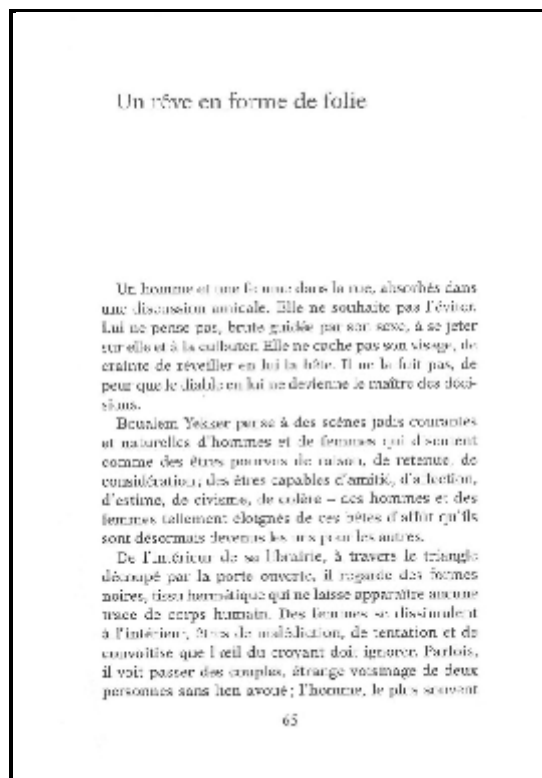 Un rêve en forme de folie
Un homme et une femme dans la rue, absorbés dans
une discussion amicale. Elle ne souhaite pas l'éviter.
Lui ne pense pas, brute guidée par son sexe, à se jeter
sur elle et à la culbuter. Elle ne cache pas son visage, de
crainte de réveiller en lui la bête. Il ne la fuit pas, de
peur que le diable en lui ne devienne le maître des déci-
sions.
Boualem Yekker pense à des scènes jadis courantes
et naturelles d'hommes et de femmes qui discutent
comme des êtres pourvus de raison, de retenue, de
considération; des êtres capables d'amitié, d'affection,
d'estime, de civisme, de colère – des hommes et des
femmes tellement éloignés de ces bêtes d'affût qu'ils
sont désormais devenus les uns pour les autres.
De l'intérieur de sa librairie, à travers le triangle
découpé par la porte ouverte, il regarde des formes
noires, tissu hermétique qui ne laisse apparaître aucune
trace de corps humain. Des femmes se dissimulent
à l'intérieur, êtres de malédiction, de tentation et de
convoitise que l'œil du croyant doit ignorer. Parfois,
il voit passer des couples, étrange voisinage de deux
personnes sans lien avoué; l'homme, le plus souvent
65